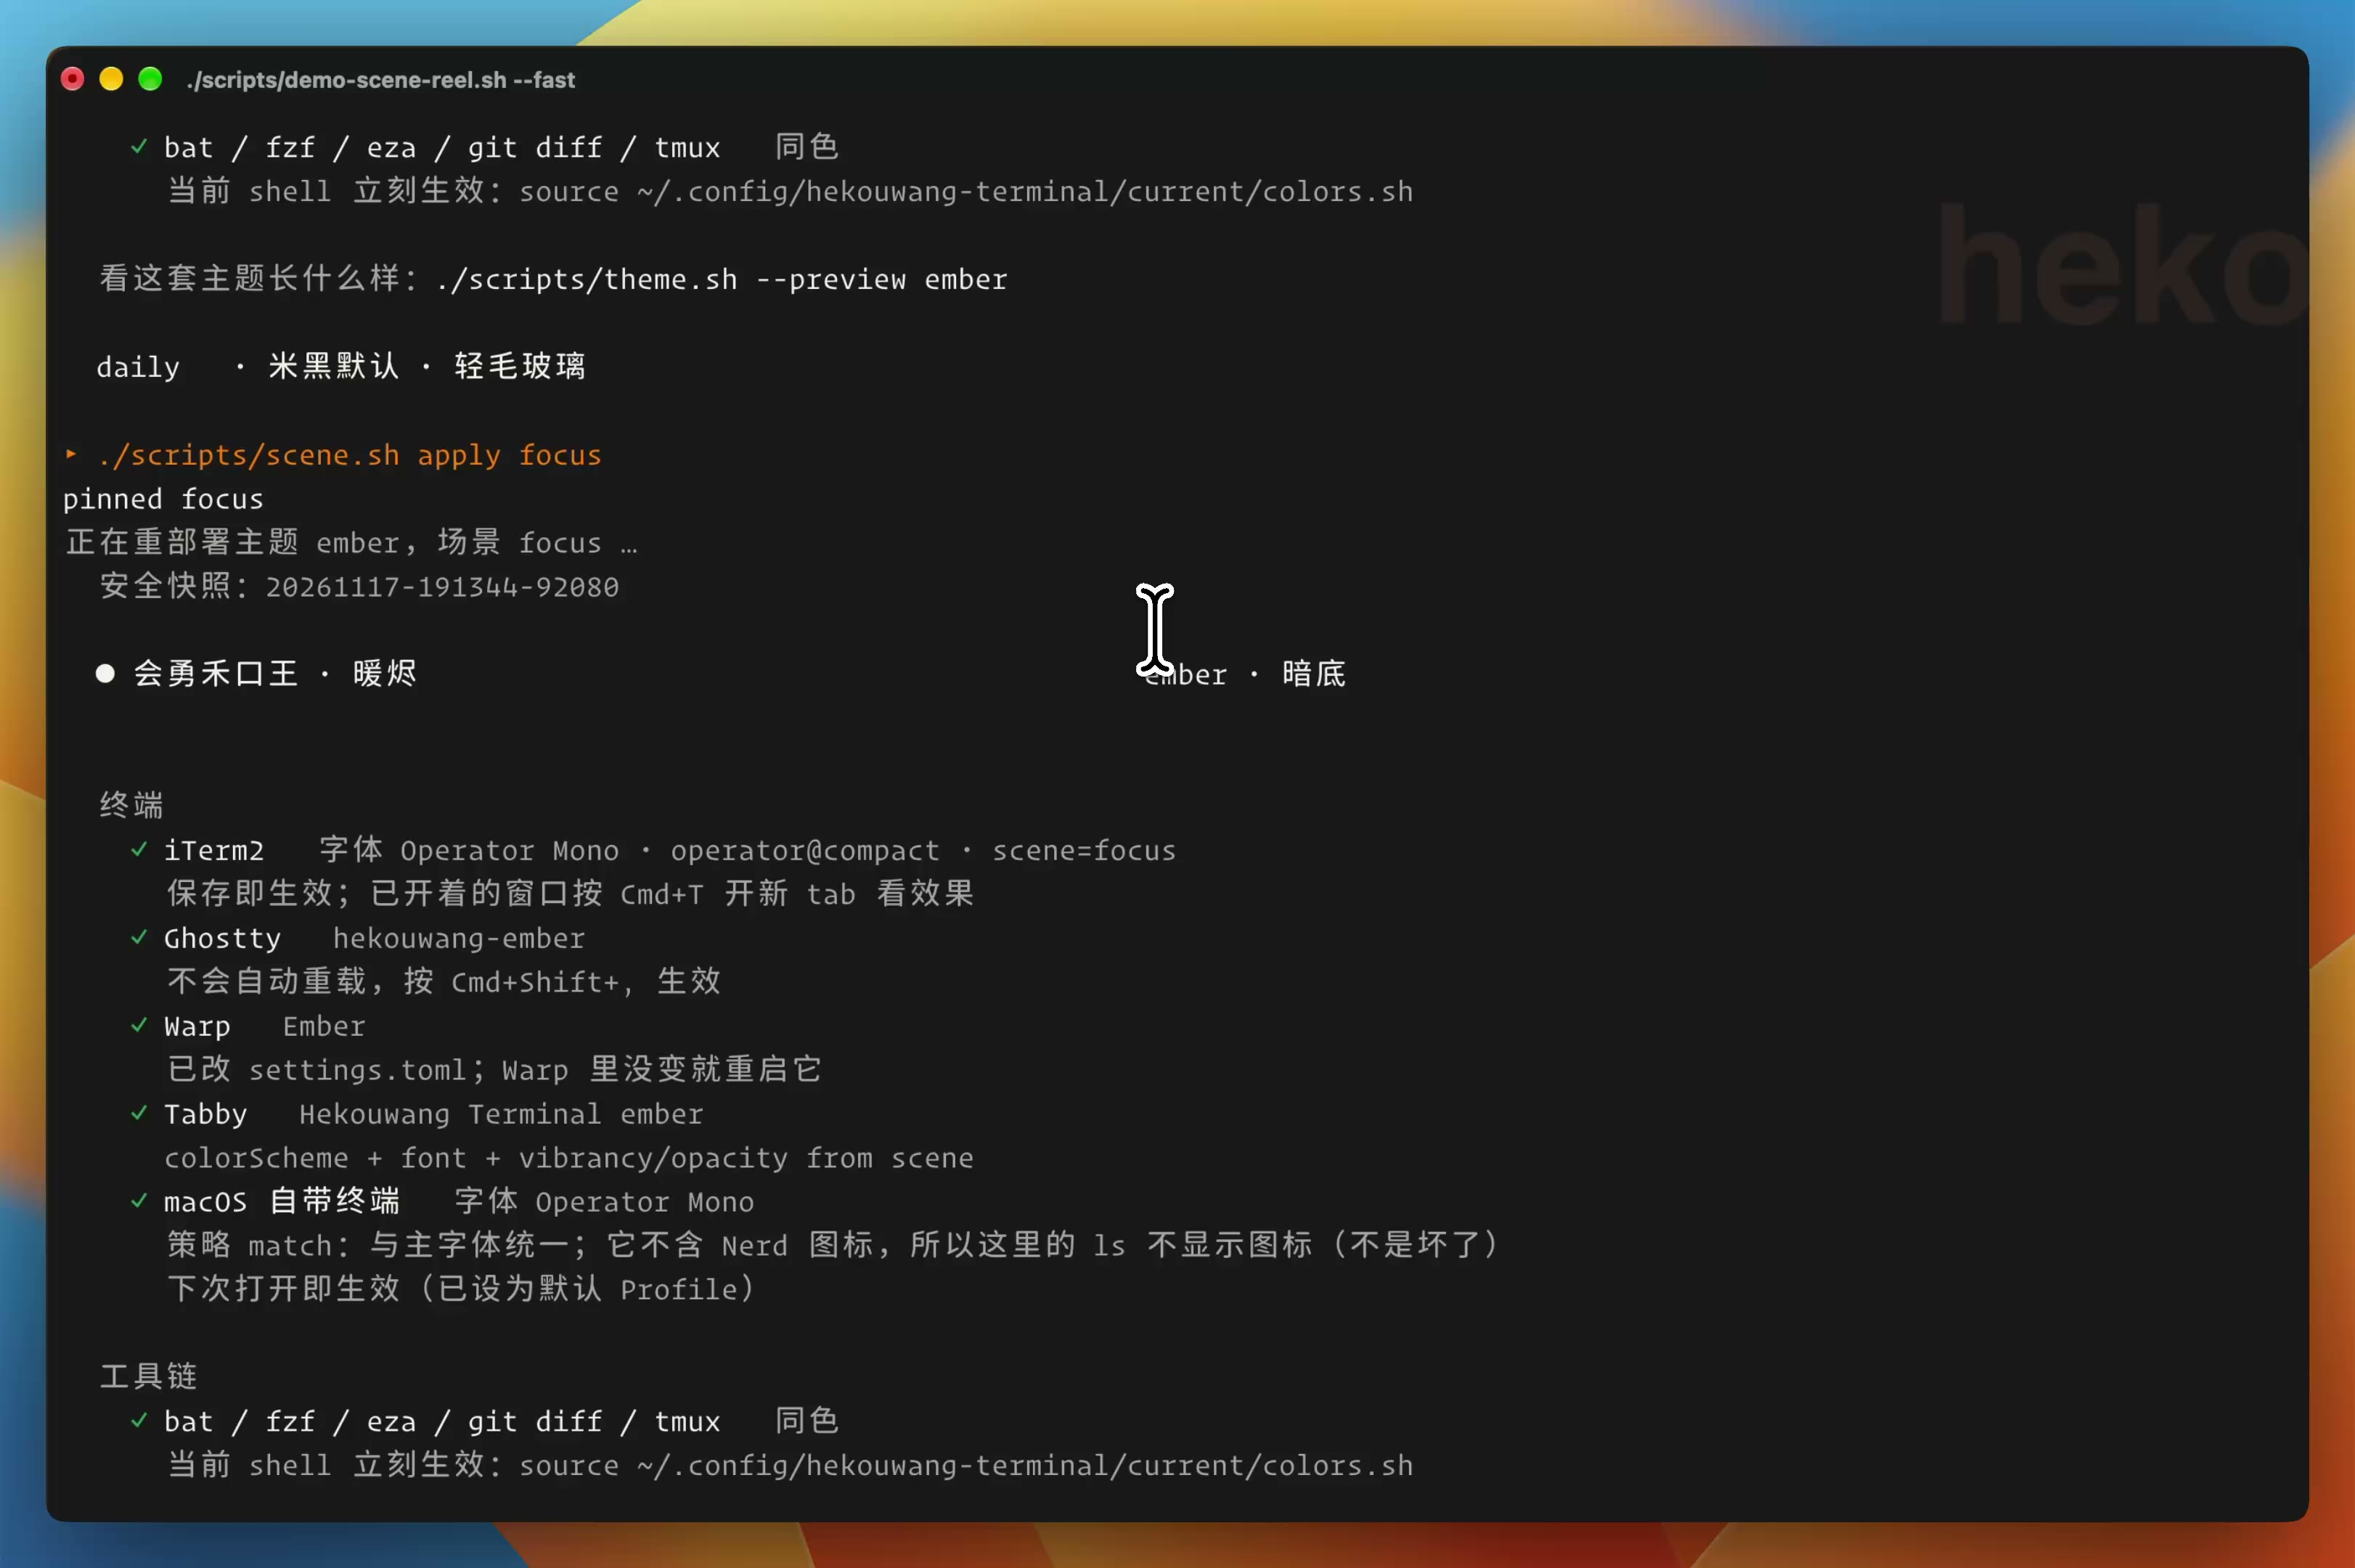 ./scripts/demo-scene-reel.sh --fast
✓ bat / fzf / eza / git diff / tmux 同色
当前 shell 立刻生效：source ~/.config/hekouwang-terminal/current/colors.sh
heko
看这套主题长什么样：./scripts/theme.sh --preview ember
daily · 米黑默认 · 轻毛玻璃
▸ ./scripts/scene.sh apply focus
pinned focus
正在重部署主题 ember，场景 focus …
安全快照：20261117-191344-92080
● 会勇禾口王 · 暖烬 ember · 暗底
终端
✓ iTerm2 字体 Operator Mono · operator@compact · scene=focus
保存即生效；已开着的窗口按 Cmd+T 开新 tab 看效果
✓ Ghostty hekouwang-ember
不会自动重载，按 Cmd+Shift+, 生效
✓ Warp Ember
已改 settings.toml；Warp 里没变就重启它
✓ Tabby Hekouwang Terminal ember
colorScheme + font + vibrancy/opacity from scene
✓ macOS 自带终端 字体 Operator Mono
策略 match：与主字体统一；它不含 Nerd 图标，所以这里的 ls 不显示图标（不是坏了）
下次打开即生效（已设为默认 Profile）
工具链
✓ bat / fzf / eza / git diff / tmux 同色
当前 shell 立刻生效：source ~/.config/hekouwang-terminal/current/colors.sh